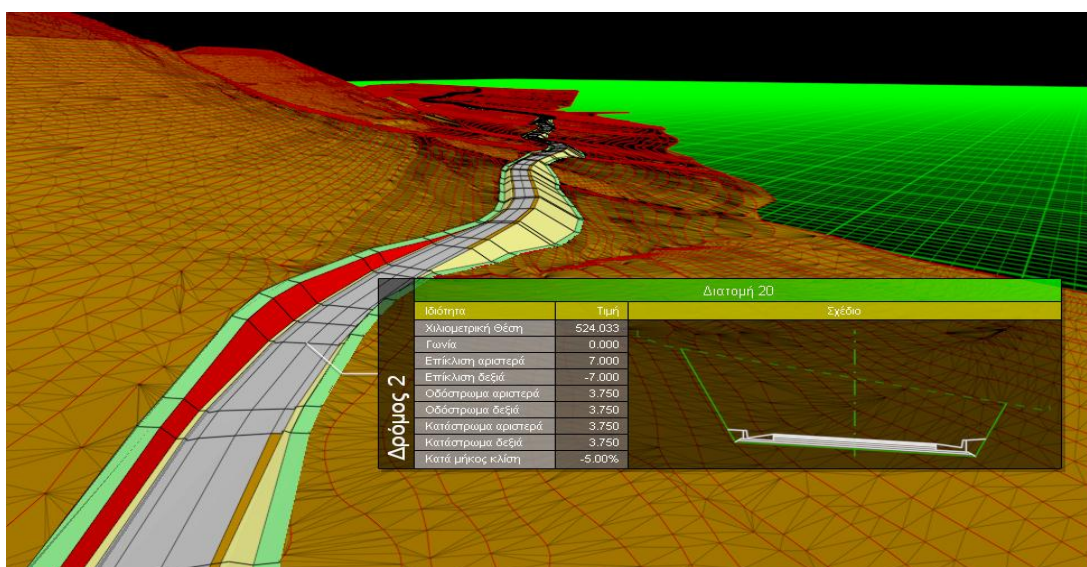 Διατομή 20
Ιδιότητα Τιμή Σχέδιο
Χιλιομετρική Θέση 524.033
Γωνία 0.000
Επίκλιση αριστερά 7.000
Επίκλιση δεξιά -7.000
Οδόστρωμα αριστερά 3.750
Οδόστρωμα δεξιά 3.750
Κατάστρωμα αριστερά 3.750
Κατάστρωμα δεξιά 3.750
Κατά μήκος κλίση -5.00%
Δρόμος 2